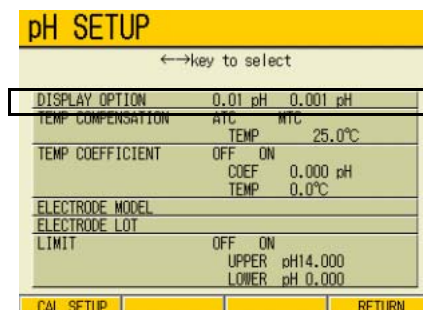 pH SETUP
←→key to select
DISPLAY OPTION 0.01 pH 0.001 pH
TEMP COMPENSATION ATC MTC
TEMP 25.0℃
TEMP COEFFICIENT OFF ON
COEF 0.000 pH
TEMP 0.0℃
ELECTRODE MODEL
ELECTRODE LOT
LIMIT OFF ON
UPPER pH14.000
LOWER pH 0.000
CAL SETUP RETURN